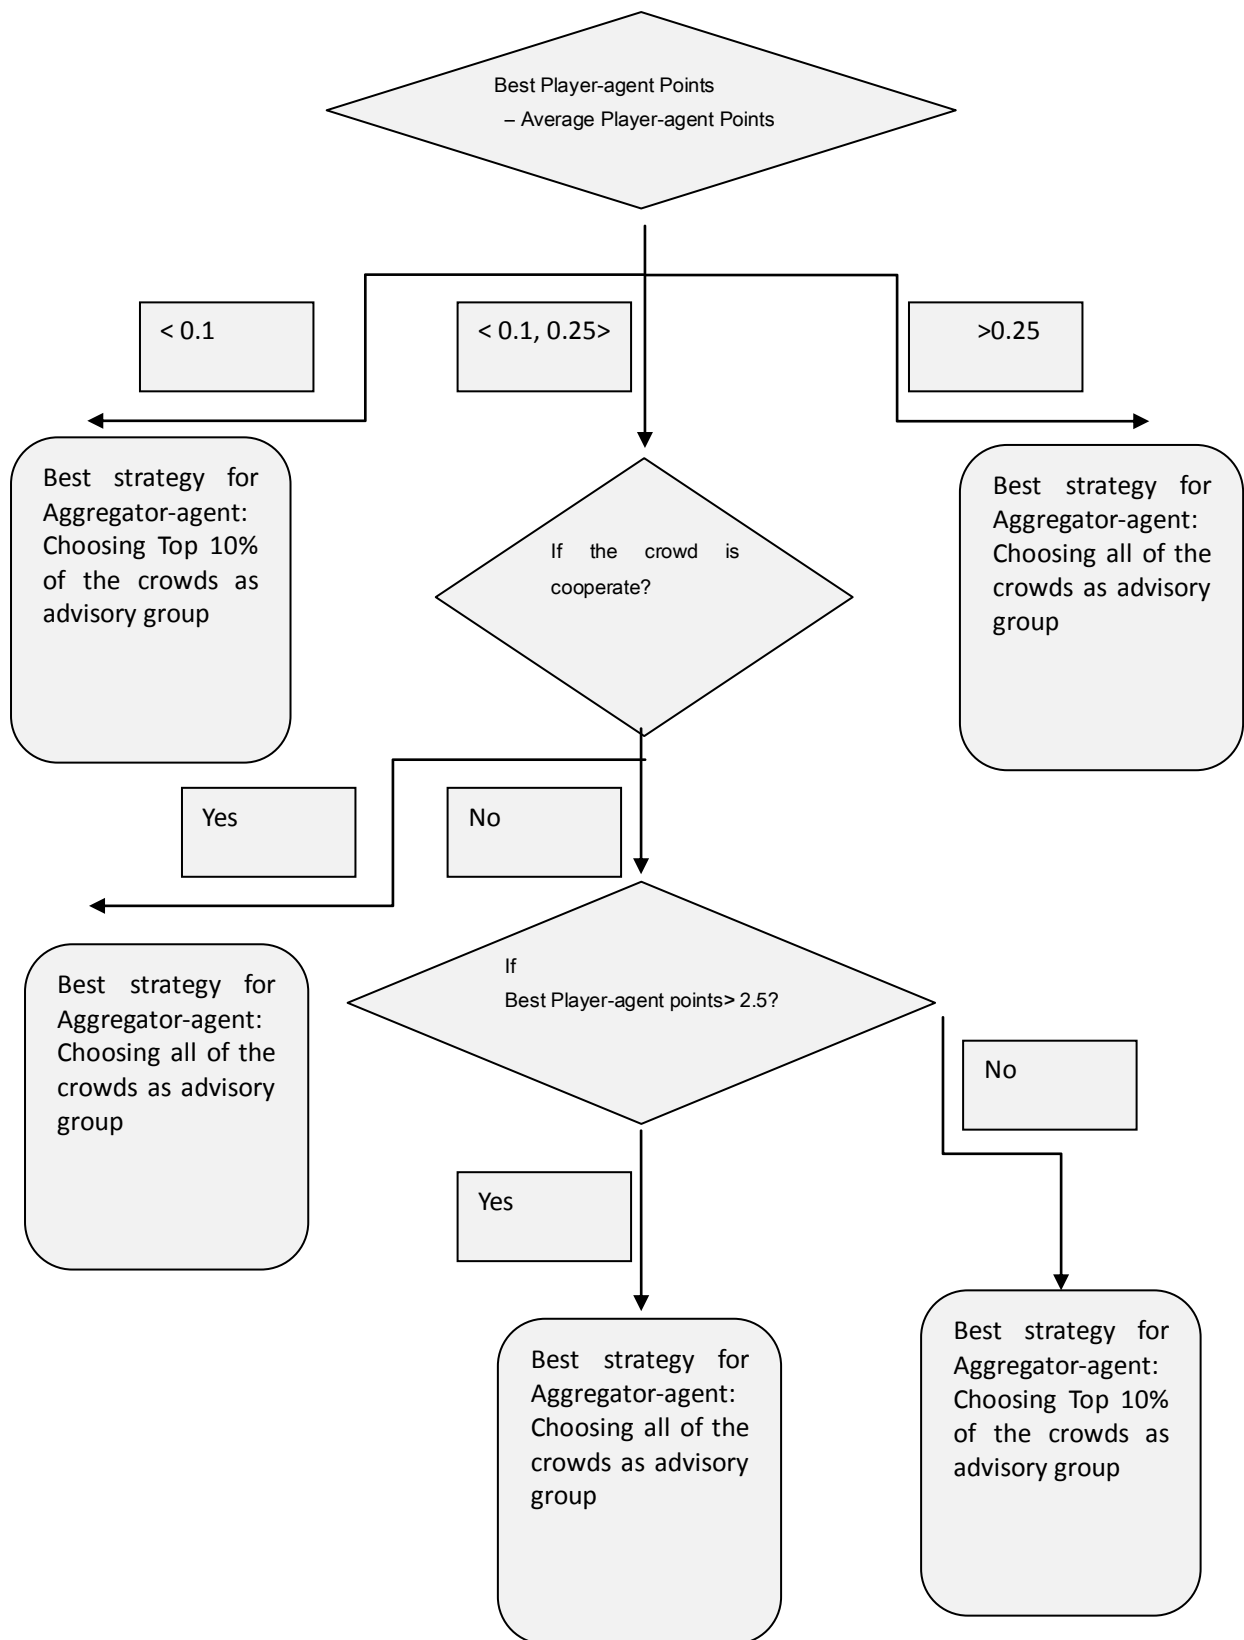 Best Player-agent Points
– Average Player-agent Points
< 0.1
< 0.1, 0.25>
>0.25
Best strategy for
Aggregator-agent:
Choosing Top 10%
of the crowds as
advisory group
If the crowd is
cooperate?
Best strategy for
Aggregator-agent:
Choosing all of the
crowds as advisory
group
Yes
No
Best strategy for
Aggregator-agent:
Choosing all of the
crowds as advisory
group
If
Best Player-agent points> 2.5?
No
Yes
Best strategy for
Aggregator-agent:
Choosing all of the
crowds as advisory
group
Best strategy for
Aggregator-agent:
Choosing Top 10%
of the crowds as
advisory group